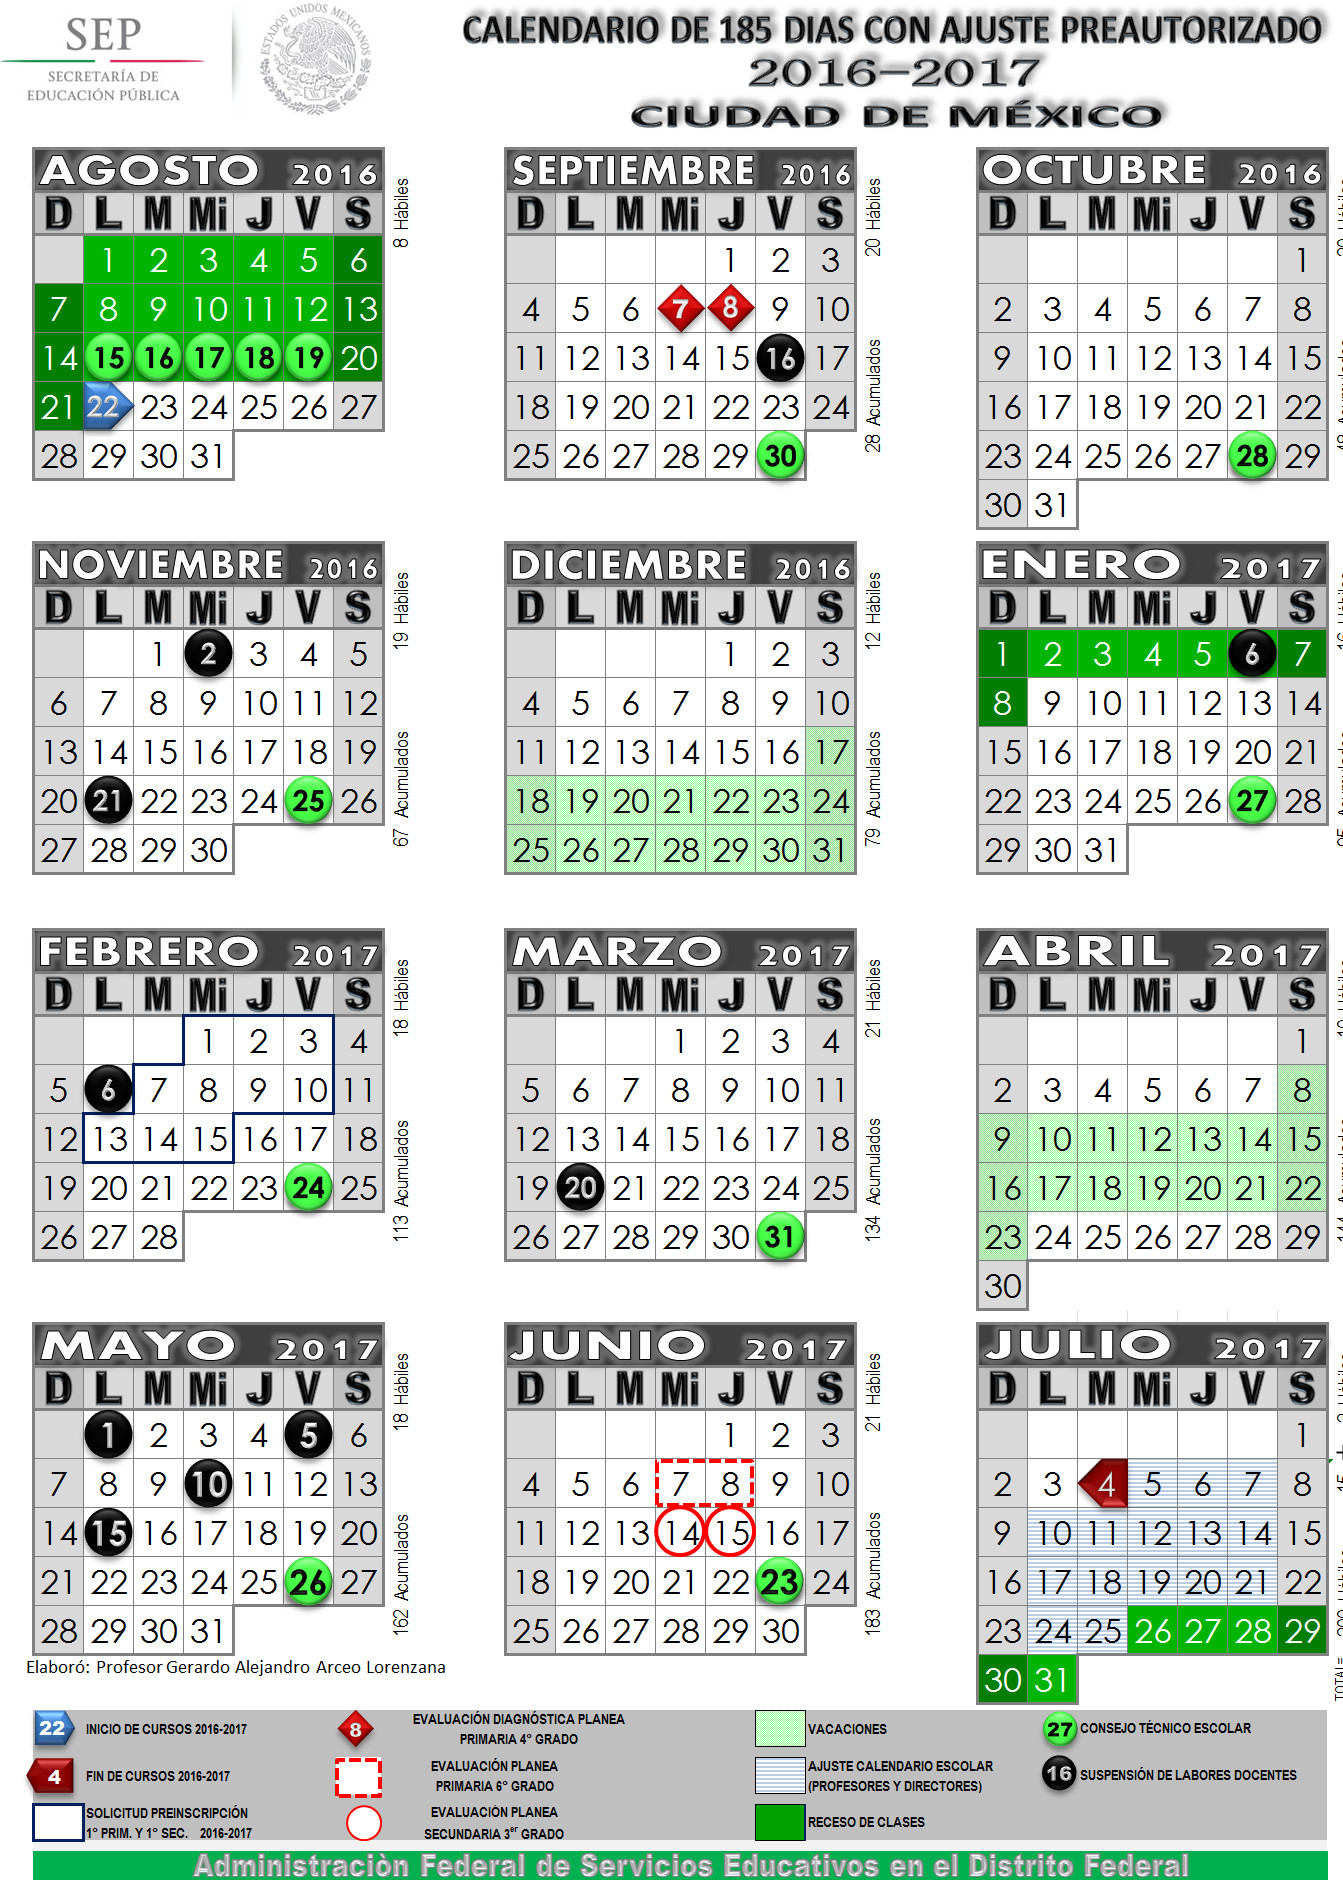 SEP
SECRETARÍA DE
EDUCACIÓN PÚBLICA
ESTADOS UNIDOS MEXICANOS
CALENDARIO DE 185 DIAS CON AJUSTE PREAUTORIZADO
2016-2017
CIUDAD DE MÉXICO
AGOSTO 2016
D L M Mi J V S
1 2 3 4 5 6
7 8 9 10 11 12 13
14 15 16 17 18 19 20
21 22 23 24 25 26 27
28 29 30 31
8 Hábiles
SEPTIEMBRE 2016
D L M Mi J V S
1 2 3
4 5 6 7 8 9 10
11 12 13 14 15 16 17
18 19 20 21 22 23 24
25 26 27 28 29 30
20 Hábiles
28 Acumulados
OCTUBRE 2016
D L M Mi J V S
1
2 3 4 5 6 7 8
9 10 11 12 13 14 15
16 17 18 19 20 21 22
23 24 25 26 27 28 29
30 31
NOVIEMBRE 2016
D L M Mi J V S
1 2 3 4 5
6 7 8 9 10 11 12
13 14 15 16 17 18 19
20 21 22 23 24 25 26
27 28 29 30
19 Hábiles
67 Acumulados
DICIEMBRE 2016
D L M Mi J V S
1 2 3
4 5 6 7 8 9 10
11 12 13 14 15 16 17
18 19 20 21 22 23 24
25 26 27 28 29 30 31
12 Hábiles
79 Acumulados
ENERO 2017
D L M Mi J V S
1 2 3 4 5 6 7
8 9 10 11 12 13 14
15 16 17 18 19 20 21
22 23 24 25 26 27 28
29 30 31
FEBRERO 2017
D L M Mi J V S
1 2 3 4
5 6 7 8 9 10 11
12 13 14 15 16 17 18
19 20 21 22 23 24 25
26 27 28
18 Hábiles
113 Acumulados
MARZO 2017
D L M Mi J V S
1 2 3 4
5 6 7 8 9 10 11
12 13 14 15 16 17 18
19 20 21 22 23 24 25
26 27 28 29 30 31
21 Hábiles
134 Acumulados
ABRIL 2017
D L M Mi J V S
1
2 3 4 5 6 7 8
9 10 11 12 13 14 15
16 17 18 19 20 21 22
23 24 25 26 27 28 29
30
MAYO 2017
D L M Mi J V S
1 2 3 4 5 6
7 8 9 10 11 12 13
14 15 16 17 18 19 20
21 22 23 24 25 26 27
28 29 30 31
18 Hábiles
162 Acumulados
JUNIO 2017
D L M Mi J V S
1 2 3
4 5 6 7 8 9 10
11 12 13 14 15 16 17
18 19 20 21 22 23 24
25 26 27 28 29 30
21 Hábiles
183 Acumulados
JULIO 2017
D L M Mi J V S
1
2 3 4 5 6 7 8
9 10 11 12 13 14 15
16 17 18 19 20 21 22
23 24 25 26 27 28 29
30 31
Elaboró: Profesor Gerardo Alejandro Arceo Lorenzana
22 INICIO DE CURSOS 2016-2017
4 FIN DE CURSOS 2016-2017
SOLICITUD PREINSCRIPCIÓN
1° PRIM. Y 1° SEC. 2016-2017
8 EVALUACIÓN DIAGNÓSTICA PLANEA
PRIMARIA 4° GRADO
EVALUACIÓN PLANEA
PRIMARIA 6° GRADO
EVALUACIÓN PLANEA
SECUNDARIA 3er GRADO
VACACIONES
AJUSTE CALENDARIO ESCOLAR
(PROFESORES Y DIRECTORES)
RECESO DE CLASES
27 CONSEJO TÉCNICO ESCOLAR
16 SUSPENSIÓN DE LABORES DOCENTES
Administraciòn Federal de Servicios Educativos en el Distrito Federal